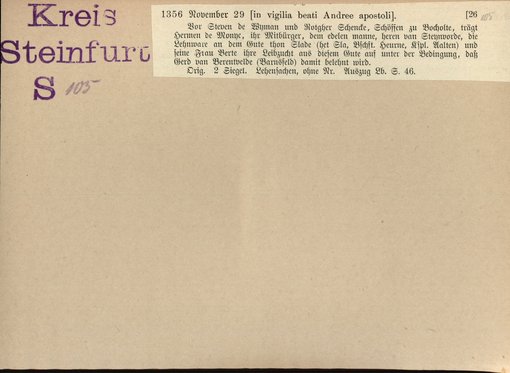 Kreis
Steinfurt
S 105
1356 November 29 [in vigilia beati Andree apostoli]. [26 105
Vor Steven de Wyman und Rotgher Schencke, Schöffen zu Bocholte, trägt
Hermen de Monyc, ihr Mitbürger, dem edelen manne, heren van Steynvorde, die
Lehnware an dem Gute thon Slade (het Sla, Bschft. Heurne, Kspl. Aalten) und
seine Frau Berte ihre Leibzucht aus diesem Gute auf unter der Bedingung, daß
Gerd van Berentvelde (Barnsfeld) damit belehnt wird.
Orig. 2 Siegel. Lehensachen, ohne Nr. Auszug Lb. S. 46.